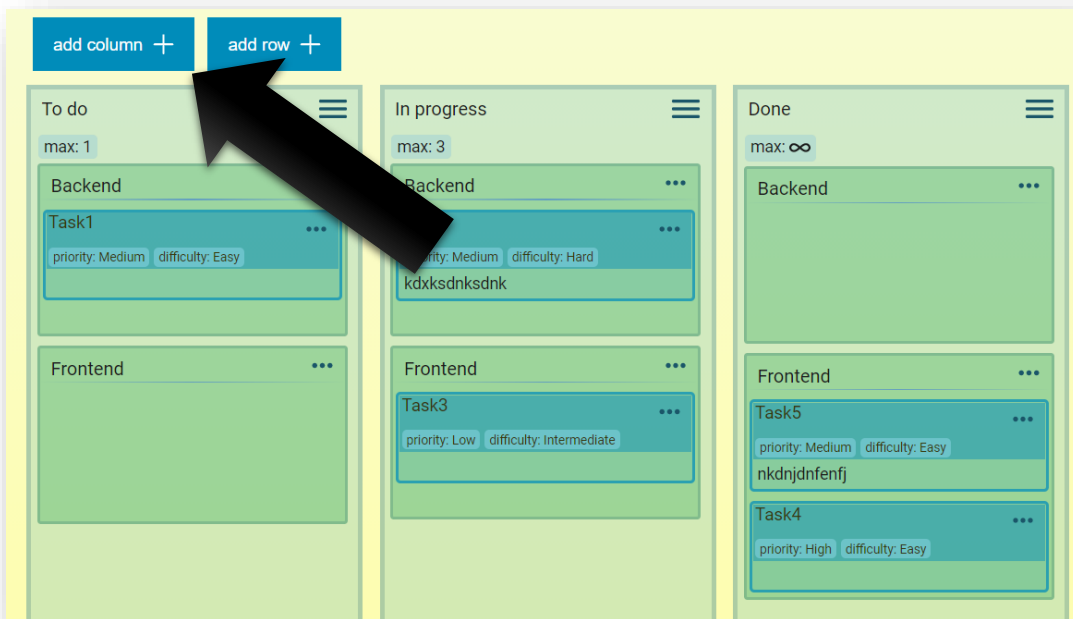 add column
add row
To do
max: 1
Backend
Task1
priority: Medium difficulty: Easy
Frontend
In progress
max: 3
Backend
Medium difficulty: Hard
kdxksdnksdnk
Frontend
Task3
priority: Low difficulty: Intermediate
Done
max: ∞
Backend
Frontend
Task5
priority: Medium difficulty: Easy
nkdnjdnfenfj
Task4
priority: High difficulty: Easy